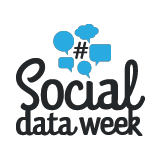 #
Social
data week